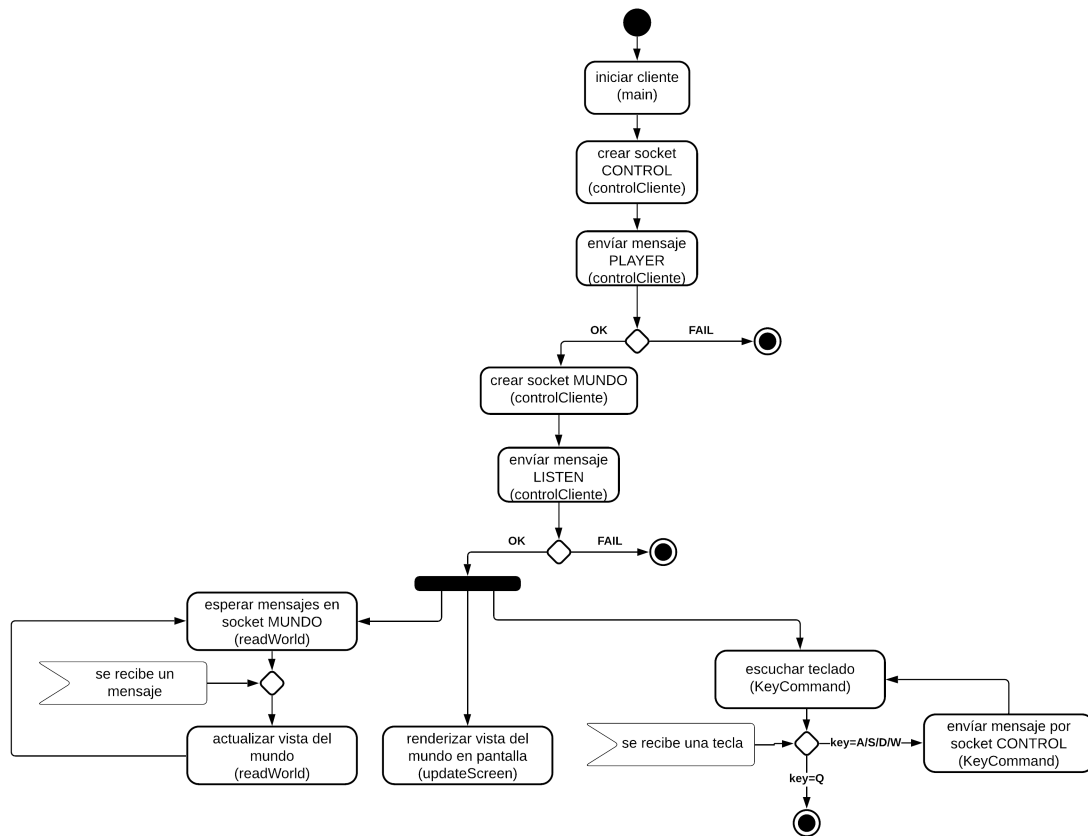 iniciar cliente
(main)
crear socket
CONTROL
(controlCliente)
envíar mensaje
PLAYER
(controlCliente)
OK
FAIL
crear socket MUNDO
(controlCliente)
envíar mensaje
LISTEN
(controlCliente)
OK
FAIL
esperar mensajes en
socket MUNDO
(readWorld)
se recibe un
mensaje
actualizar vista del
mundo
(readWorld)
renderizar vista del
mundo en pantalla
(updateScreen)
escuchar teclado
(KeyCommand)
se recibe una tecla
key=A/S/D/W
envíar mensaje por
socket CONTROL
(KeyCommand)
key=Q